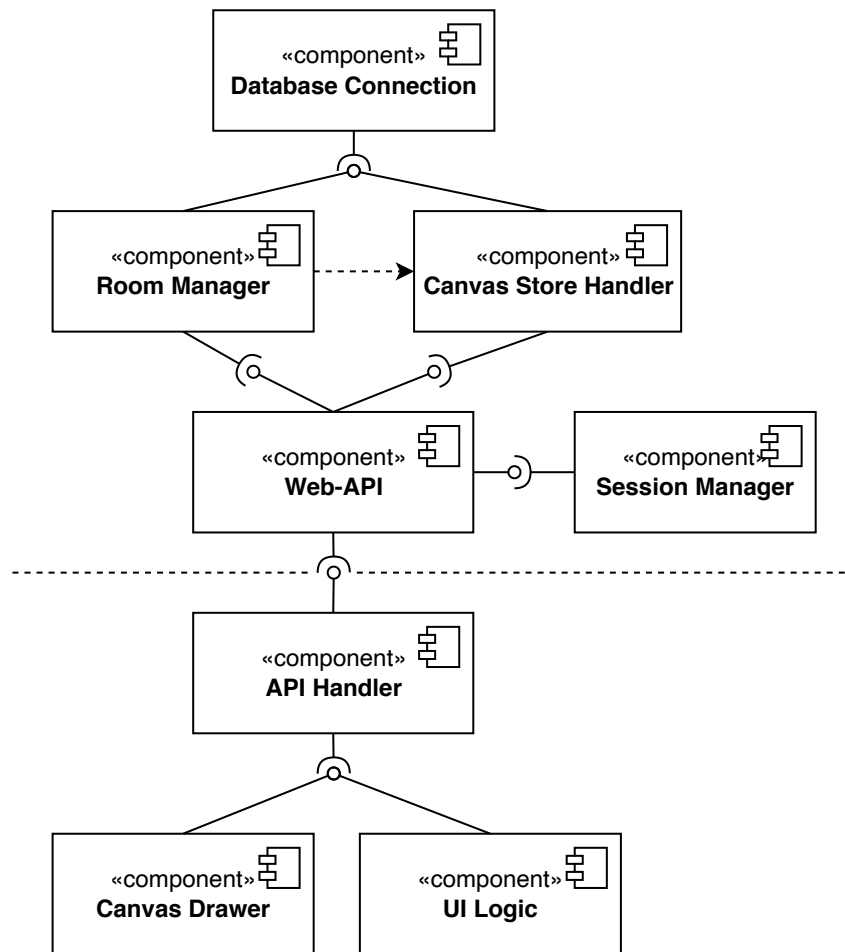 «component»
Database Connection
«component»
Room Manager
«component»
Canvas Store Handler
«component»
Web-API
«component»
Session Manager
«component»
API Handler
«component»
Canvas Drawer
«component»
UI Logic